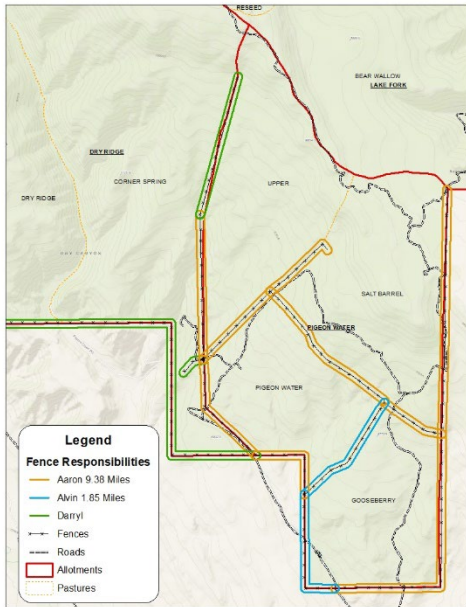 RESEED
BEAR WALLOW
LAKE FORK
DRY RIDGE
CORNER SPRING
UPPER
DRY RIDGE
SALT BARREL
PIGEON WATER
PIGEON WATER
GOOSEBERRY
Legend
Fence Responsibilities
Aaron 9.38 Miles
Alvin 1.85 Miles
Darryl
Fences
Roads
Allotments
Pastures